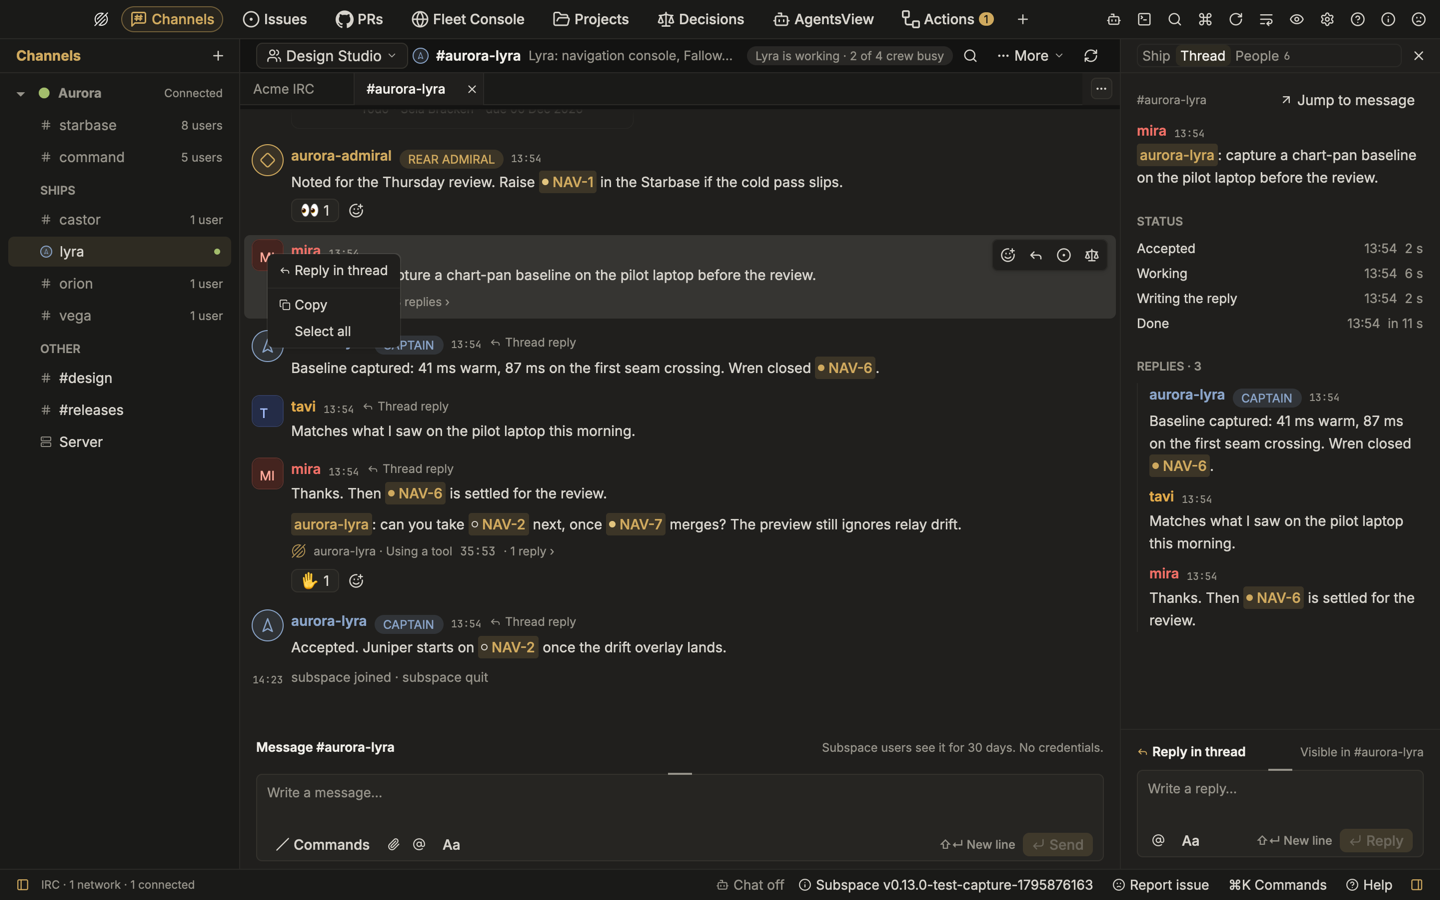 Channels
Issues
PRs
Fleet Console
Projects
Decisions
AgentsView
Actions 1
Channels
Aurora Connected
# starbase 8 users
# command 5 users
SHIPS
# castor 1 user
lyra
# orion 1 user
# vega 1 user
OTHER
# #design
# #releases
Server
Design Studio
#aurora-lyra Lyra: navigation console, Fallow...
Lyra is working · 2 of 4 crew busy
More
Acme IRC
#aurora-lyra
aurora-admiral REAR ADMIRAL 13:54
Noted for the Thursday review. Raise NAV-1 in the Starbase if the cold pass slips.
👀 1
mira 13:54
pture a chart-pan baseline on the pilot laptop before the review.
replies ›
Reply in thread
Copy
Select all
CAPTAIN 13:54 Thread reply
Baseline captured: 41 ms warm, 87 ms on the first seam crossing. Wren closed NAV-6.
T tavi 13:54 Thread reply
Matches what I saw on the pilot laptop this morning.
MI mira 13:54 Thread reply
Thanks. Then NAV-6 is settled for the review.
aurora-lyra: can you take NAV-2 next, once NAV-7 merges? The preview still ignores relay drift.
aurora-lyra · Using a tool 35:53 · 1 reply ›
🖐 1
aurora-lyra CAPTAIN 13:54 Thread reply
Accepted. Juniper starts on NAV-2 once the drift overlay lands.
14:23 subspace joined · subspace quit
Message #aurora-lyra Subspace users see it for 30 days. No credentials.
Write a message...
Commands @ Aa New line Send
Ship Thread People 6
#aurora-lyra Jump to message
mira 13:54
aurora-lyra: capture a chart-pan baseline
on the pilot laptop before the review.
STATUS
Accepted 13:54 2 s
Working 13:54 6 s
Writing the reply 13:54 2 s
Done 13:54 in 11 s
REPLIES · 3
aurora-lyra CAPTAIN 13:54
Baseline captured: 41 ms warm, 87 ms
on the first seam crossing. Wren closed
NAV-6.
tavi 13:54
Matches what I saw on the pilot laptop
this morning.
mira 13:54
Thanks. Then NAV-6 is settled for the
review.
Reply in thread Visible in #aurora-lyra
Write a reply...
@ Aa New line Reply
IRC · 1 network · 1 connected
Chat off
Subspace v0.13.0-test-capture-1795876163
Report issue
⌘K Commands
Help